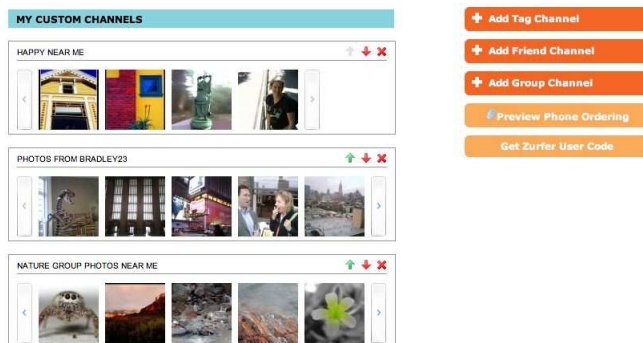 MY CUSTOM CHANNELS
HAPPY NEAR ME
PHOTOS FROM BRADLEY23
NATURE GROUP PHOTOS NEAR ME
Add Tag Channel
Add Friend Channel
Add Group Channel
Preview Phone Ordering
Get Zurfer User Code